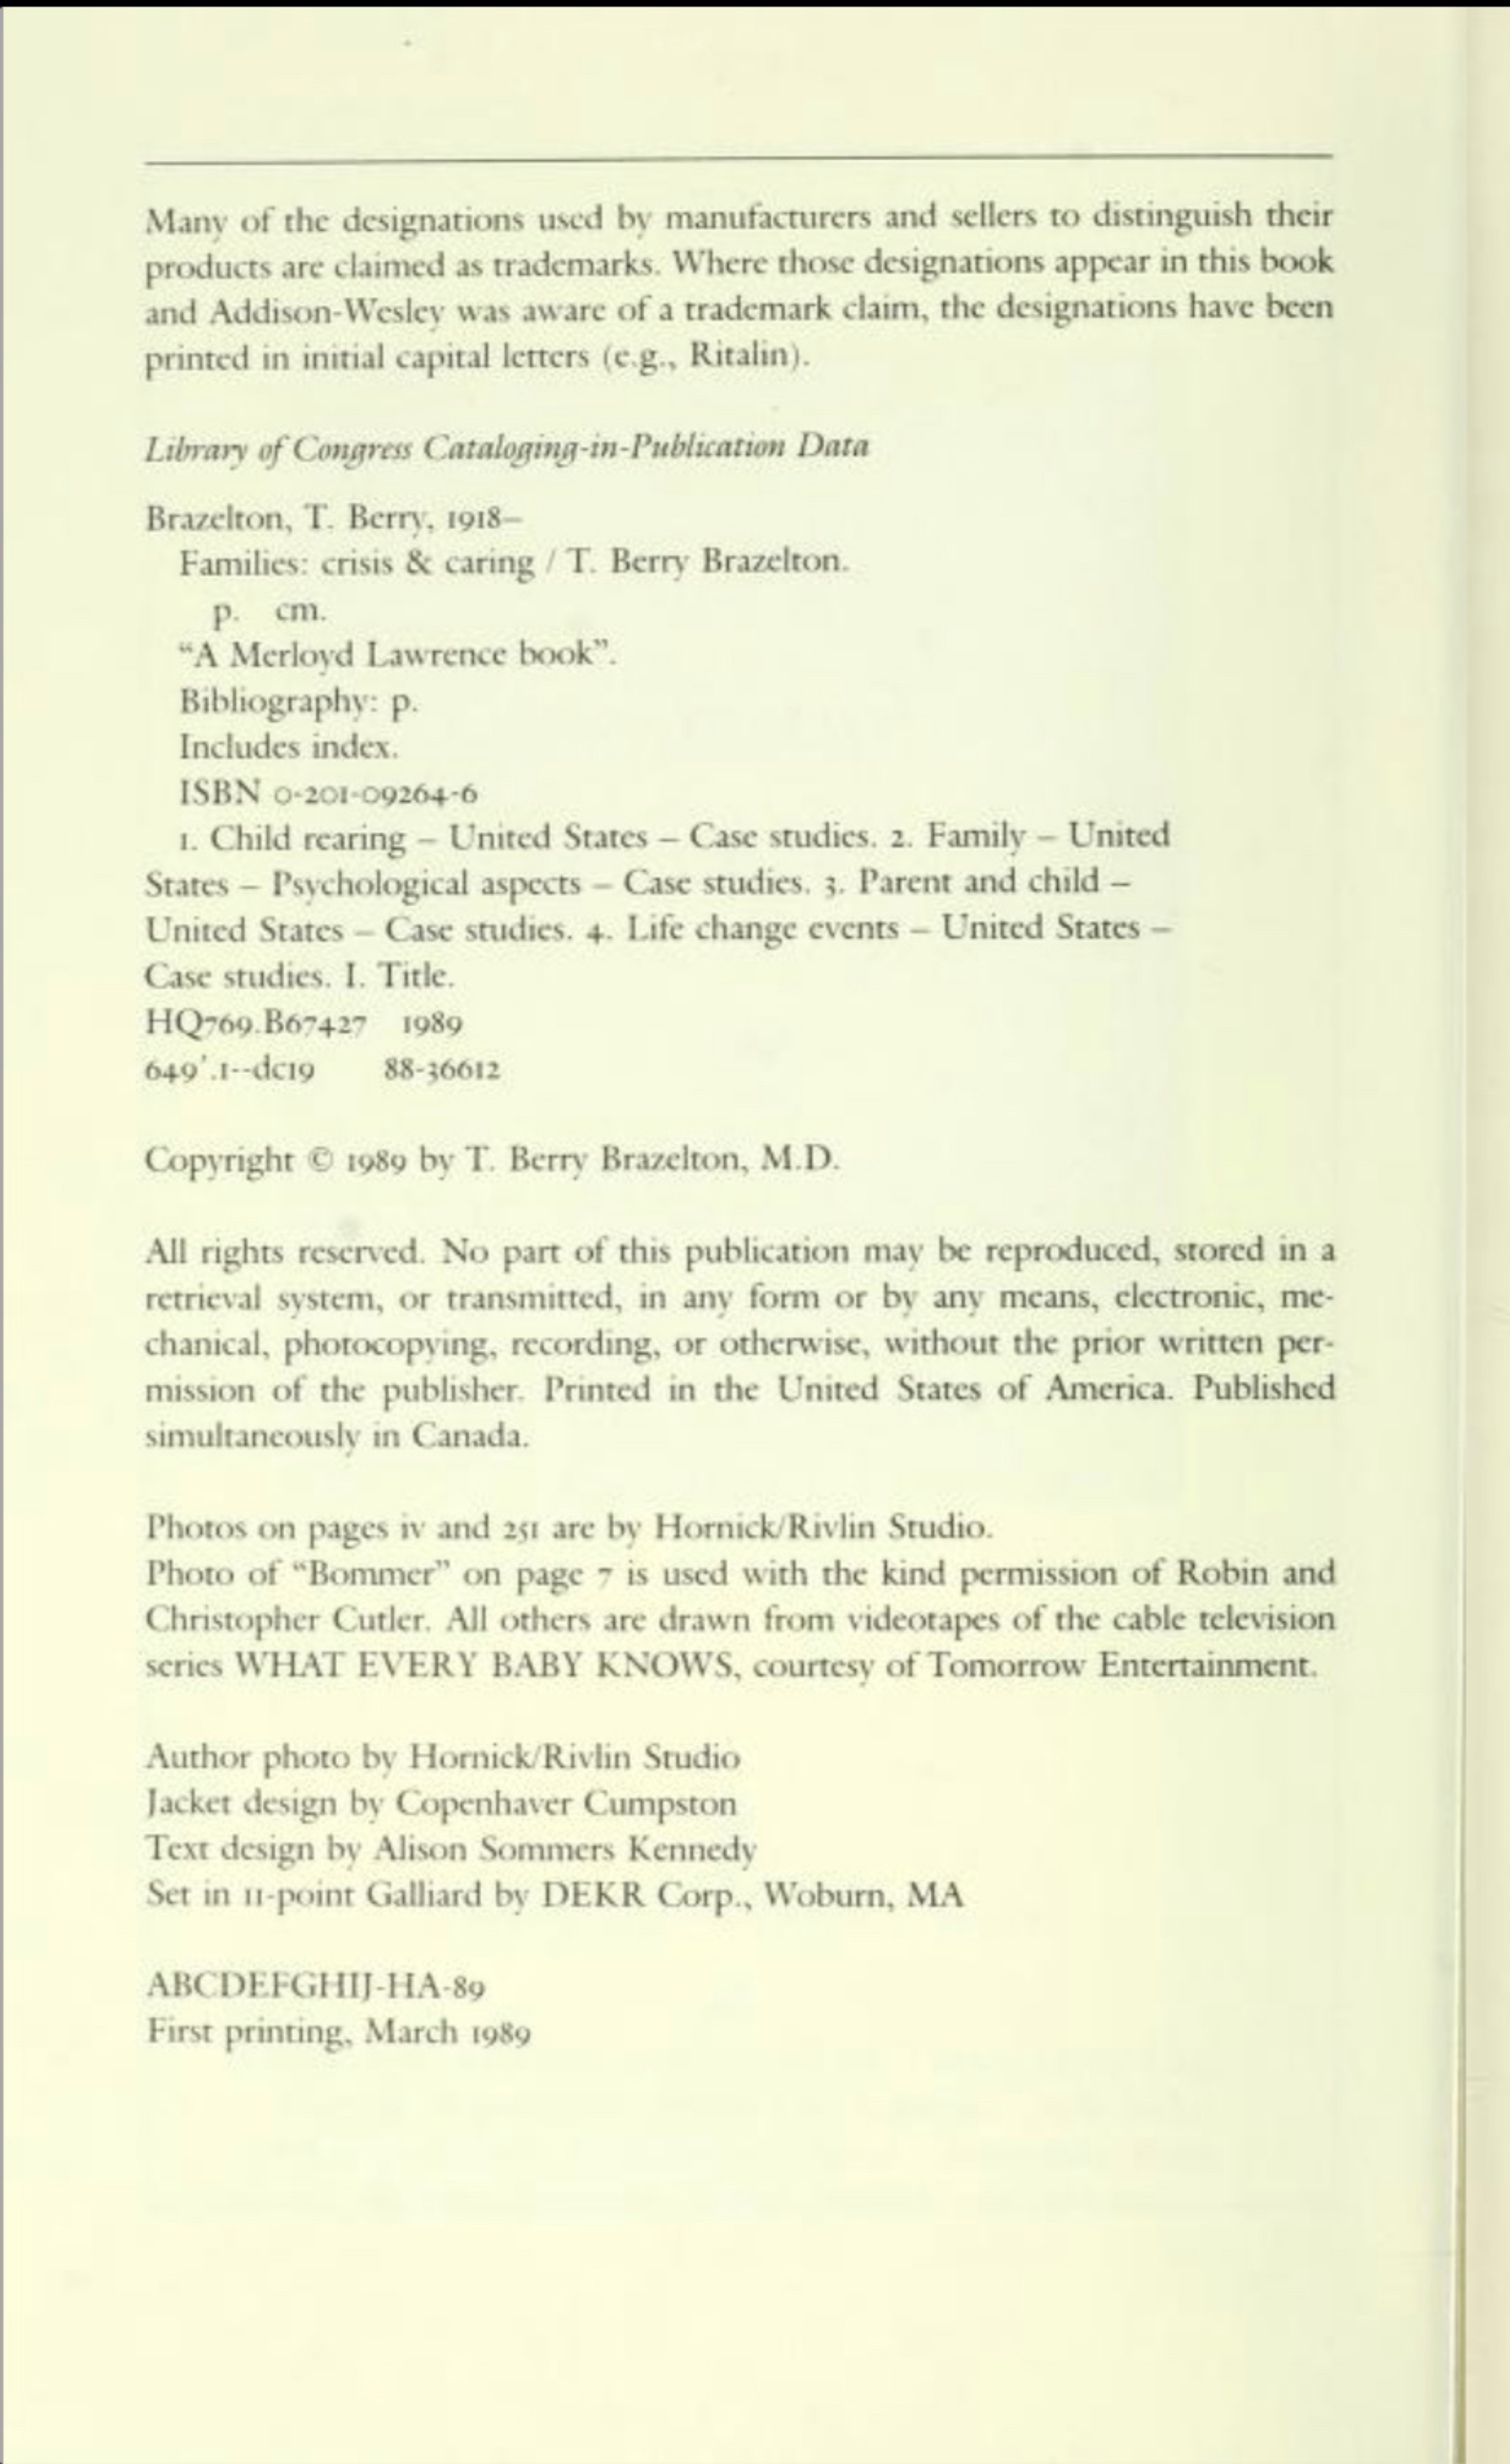 Many of the designations used by manufacturers and sellers to distinguish their
products are claimed as trademarks. Where those designations appear in this book
and Addison-Wesley was aware of a trademark claim, the designations have been
printed in initial capital letters (e.g., Ritalin).
Library of Congress Cataloging-in-Publication Data
Brazelton, T. Berry, 1918–
Families: crisis & caring / T. Berry Brazelton.
p. cm.
“A Merloyd Lawrence book”.
Bibliography: p.
Includes index.
ISBN 0-201-09264-6
1. Child rearing – United States – Case studies. 2. Family – United
States – Psychological aspects – Case studies. 3. Parent and child –
United States – Case studies. 4. Life change events – United States –
Case studies. I. Title.
HQ769.B67427 1989
649'.1--dc19 88-36612
Copyright © 1989 by T. Berry Brazelton, M.D.
All rights reserved. No part of this publication may be reproduced, stored in a
retrieval system, or transmitted, in any form or by any means, electronic, me-
chanical, photocopying, recording, or otherwise, without the prior written per-
mission of the publisher. Printed in the United States of America. Published
simultaneously in Canada.
Photos on pages iv and 251 are by Hornick/Rivlin Studio.
Photo of “Bommer” on page 7 is used with the kind permission of Robin and
Christopher Cutler. All others are drawn from videotapes of the cable television
series WHAT EVERY BABY KNOWS, courtesy of Tomorrow Entertainment.
Author photo by Hornick/Rivlin Studio
Jacket design by Copenhaver Cumpston
Text design by Alison Sommers Kennedy
Set in 11-point Galliard by DEKR Corp., Woburn, MA
ABCDEFGHIJ-HA-89
First printing, March 1989